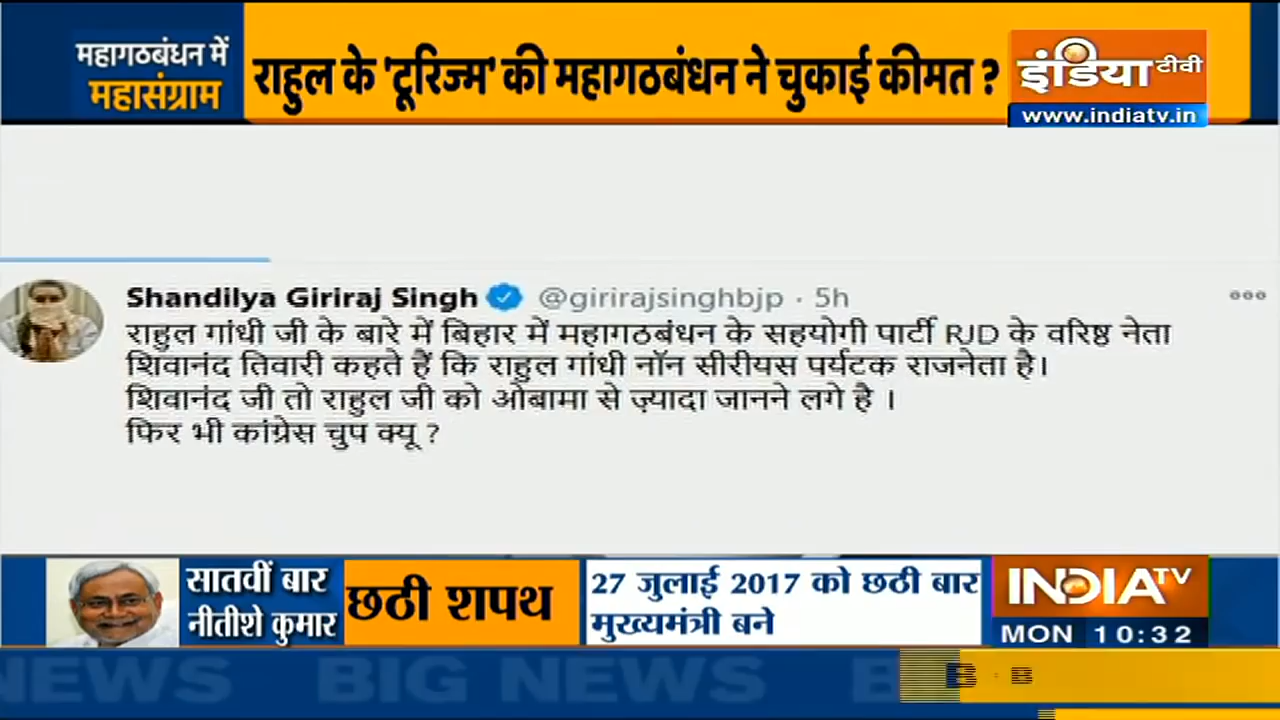 महागठबंधन में
महासंग्राम
राहुल के 'टूरिज्म' की महागठबंधन ने चुकाई कीमत ?
इंडिया टीवी
www.indiatv.in
Shandilya Giriraj Singh @girirajsinghbjp · 5h
राहुल गांधी जी के बारे में बिहार में महागठबंधन के सहयोगी पार्टी RJD के वरिष्ठ नेता
शिवानंद तिवारी कहते हैं कि राहुल गांधी नॉन सीरीयस पर्यटक राजनेता है।
शिवानंद जी तो राहुल जी को ओबामा से ज़्यादा जानने लगे है ।
फिर भी कांग्रेस चुप क्यू ?
सातवीं बार
नीतीशे कुमार
छठी शपथ
27 जुलाई 2017 को छठी बार
मुख्यमंत्री बने
INDIA TV
MON 10:32
NEWS BIG NEWS B